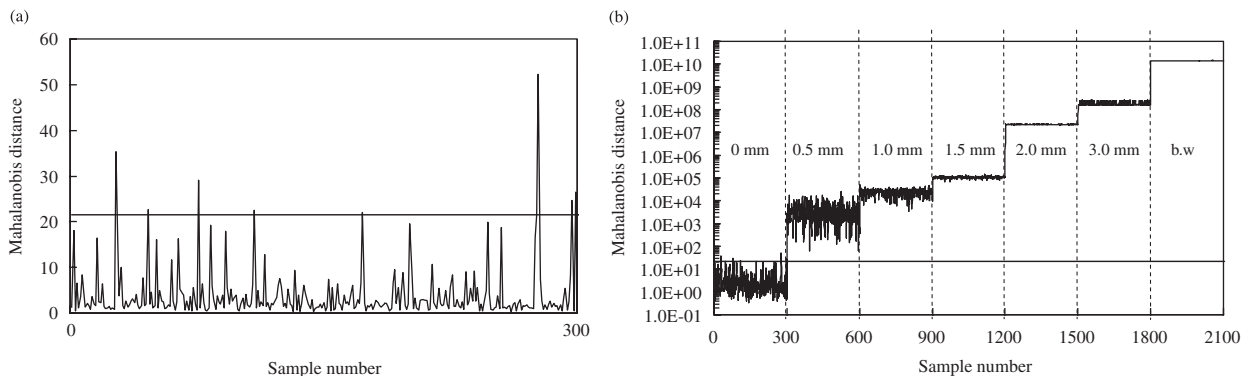 (a)
60
50
40
30
20
10
0
Mahalanobis distance
0
300
Sample number
(b)
1.0E+11
1.0E+10
1.0E+09
1.0E+08
1.0E+07
1.0E+06
1.0E+05
1.0E+04
1.0E+03
1.0E+02
1.0E+01
1.0E+00
1.0E-01
Mahalanobis distance
0 mm
0.5 mm
1.0 mm
1.5 mm
2.0 mm
3.0 mm
b.w
0
300
600
900
1200
1500
1800
2100
Sample number